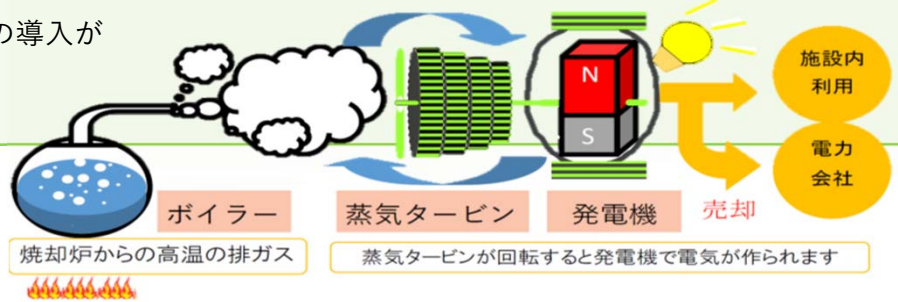 の導入が
施設内
利用
N
S
電力
会社
ボイラー
蒸気タービン
発電機
売却
焼却炉からの高温の排ガス
蒸気タービンが回転すると発電機で電気が作られます